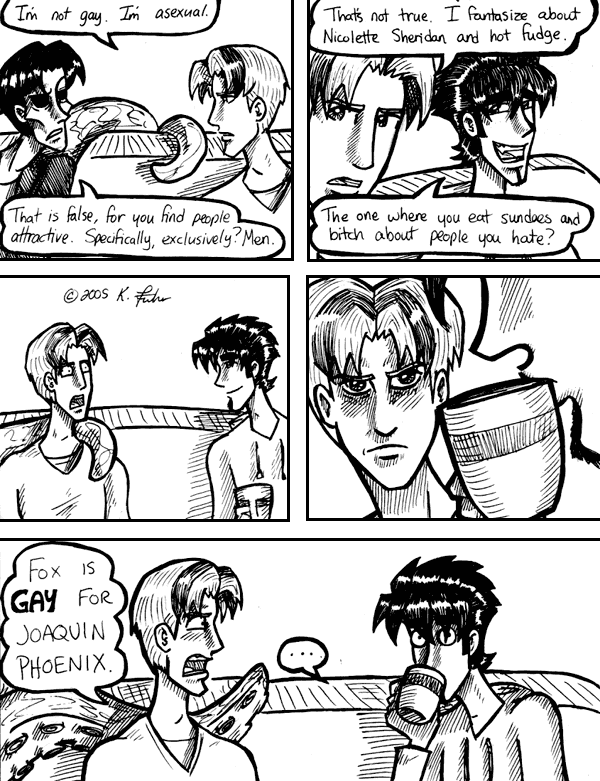 I'm not gay. I'm asexual.
That is false, for you find people
attractive. Specifically, exclusively? Men.
That's not true. I fantasize about
Nicolette Sheridan and hot fudge.
The one where you eat sundaes and
bitch about people you hate?
©2005 K.
FOX IS
GAY FOR
JOAQUIN
PHOENIX.
...